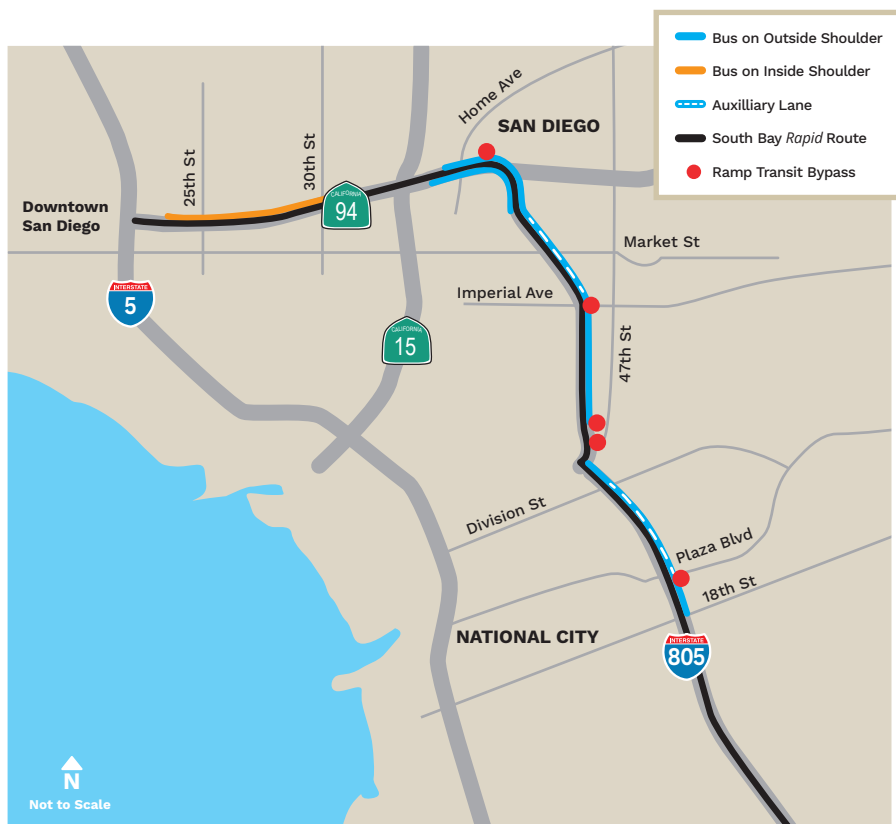 Bus on Outside Shoulder
Bus on Inside Shoulder
Auxilliary Lane
South Bay Rapid Route
Ramp Transit Bypass
Home Ave
SAN DIEGO
25th St
30th St
CALIFORNIA
94
Downtown
San Diego
Market St
INTERSTATE
5
Imperial Ave
CALIFORNIA
15
47th St
Division St
Plaza Blvd
18th St
NATIONAL CITY
INTERSTATE
805
N
Not to Scale